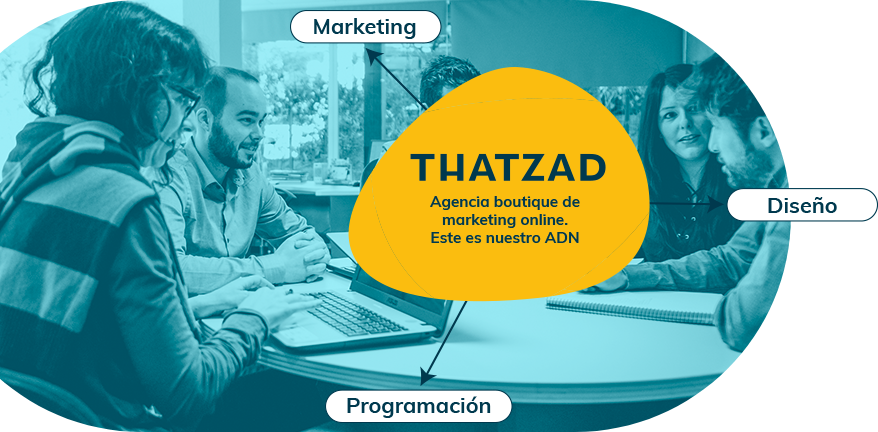 Marketing
THATZAD
Agencia boutique de
marketing online.
Este es nuestro ADN
Diseño
Programación